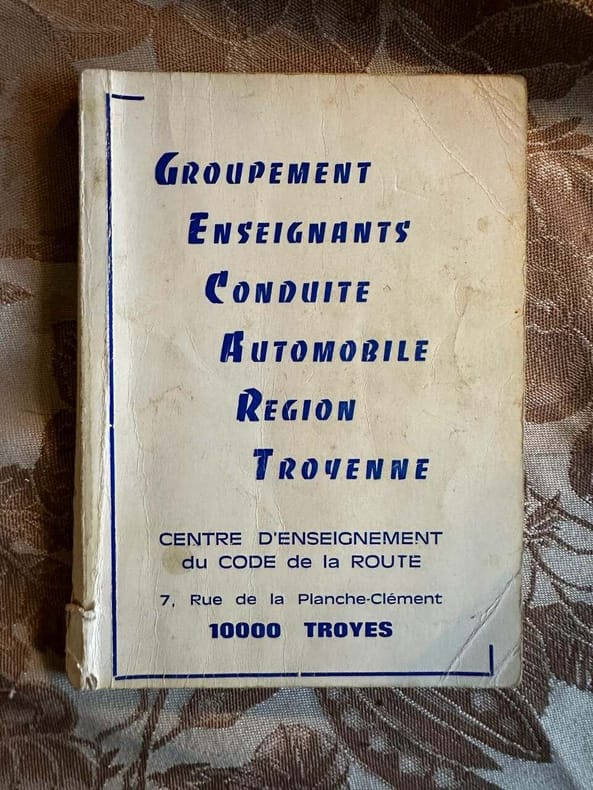 GROUPEMENT
ENSEIGNANTS
CONDUITE
AUTOMOBILE
REGION
TROYENNE
CENTRE D'ENSEIGNEMENT
du CODE de la ROUTE
7, Rue de la Planche-Clément
10000 TROYES